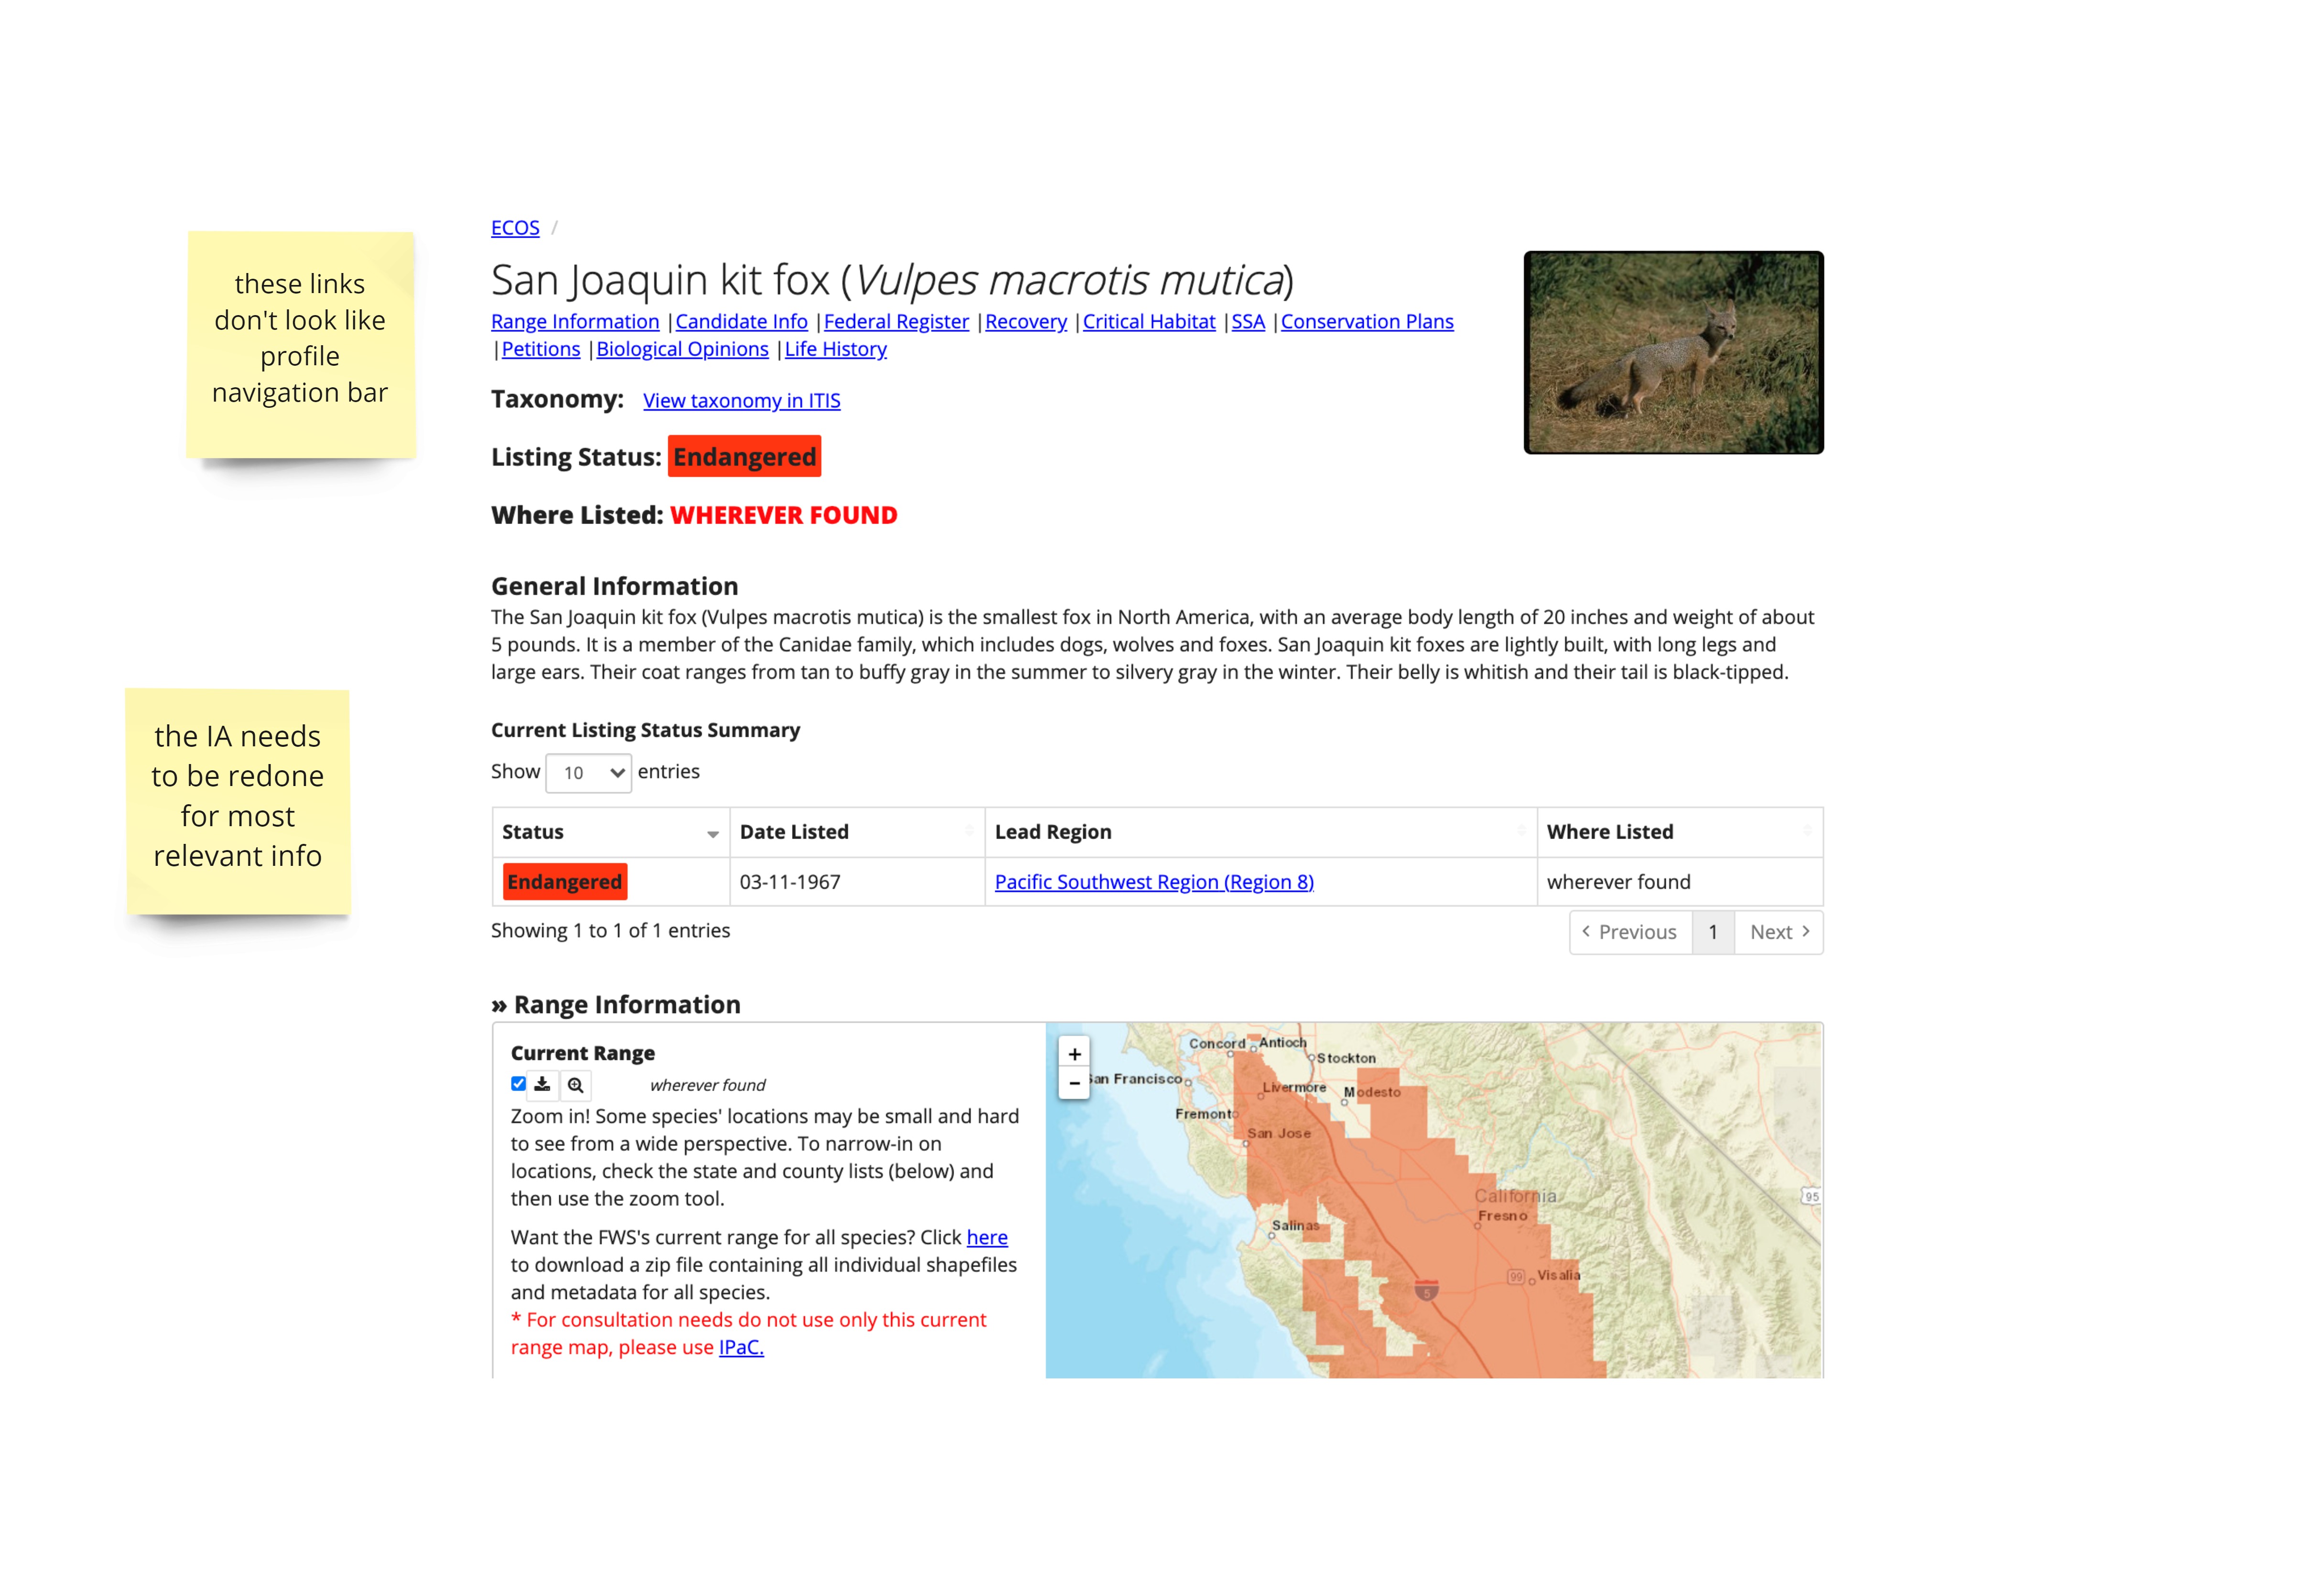 these links
don't look like
profile
navigation bar
the IA needs
to be redone
for most
relevant info
ECOS /
San Joaquin kit fox (Vulpes macrotis mutica)
Range Information |Candidate Info |Federal Register |Recovery |Critical Habitat |SSA |Conservation Plans
|Petitions |Biological Opinions |Life History
Taxonomy: View taxonomy in ITIS
Listing Status: Endangered
Where Listed: WHEREVER FOUND
General Information
The San Joaquin kit fox (Vulpes macrotis mutica) is the smallest fox in North America, with an average body length of 20 inches and weight of about
5 pounds. It is a member of the Canidae family, which includes dogs, wolves and foxes. San Joaquin kit foxes are lightly built, with long legs and
large ears. Their coat ranges from tan to buffy gray in the summer to silvery gray in the winter. Their belly is whitish and their tail is black-tipped.
Current Listing Status Summary
Show 10 entries
Status Date Listed Lead Region Where Listed
Endangered 03-11-1967 Pacific Southwest Region (Region 8) wherever found
Showing 1 to 1 of 1 entries
‹ Previous 1 Next ›
» Range Information
Current Range
wherever found
Zoom in! Some species' locations may be small and hard
to see from a wide perspective. To narrow-in on
locations, check the state and county lists (below) and
then use the zoom tool.
Want the FWS's current range for all species? Click here
to download a zip file containing all individual shapefiles
and metadata for all species.
* For consultation needs do not use only this current
range map, please use IPaC.
+
−
Concord
Antioch
Stockton
San Francisco
Livermore
Modesto
Fremont
San Jose
California
95
Fresno
Salinas
99
Visalia
5